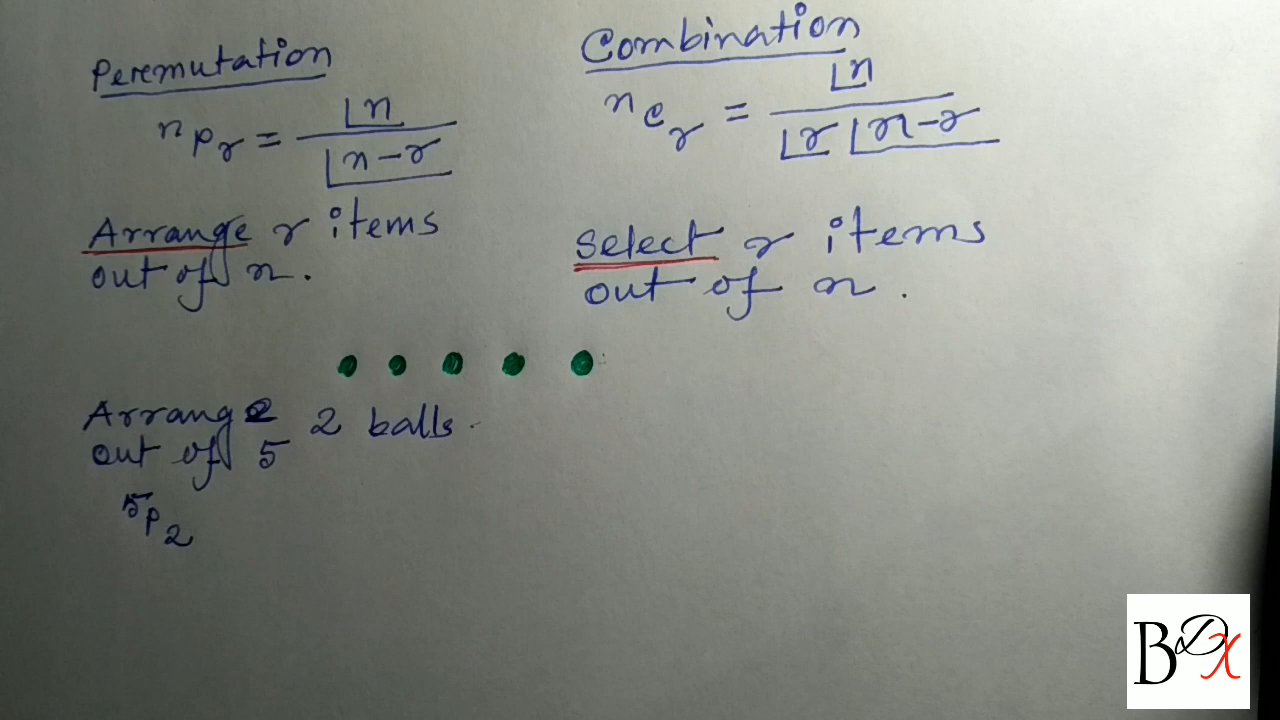 Peremutation
nPr = ⌊n / ⌊n-r
Arrange r items
out of n.
Combination
nCr = ⌊n / ⌊r ⌊n-r
Select r items
out of n.
Arrange 2 balls.
out of 5
5P2
BDX